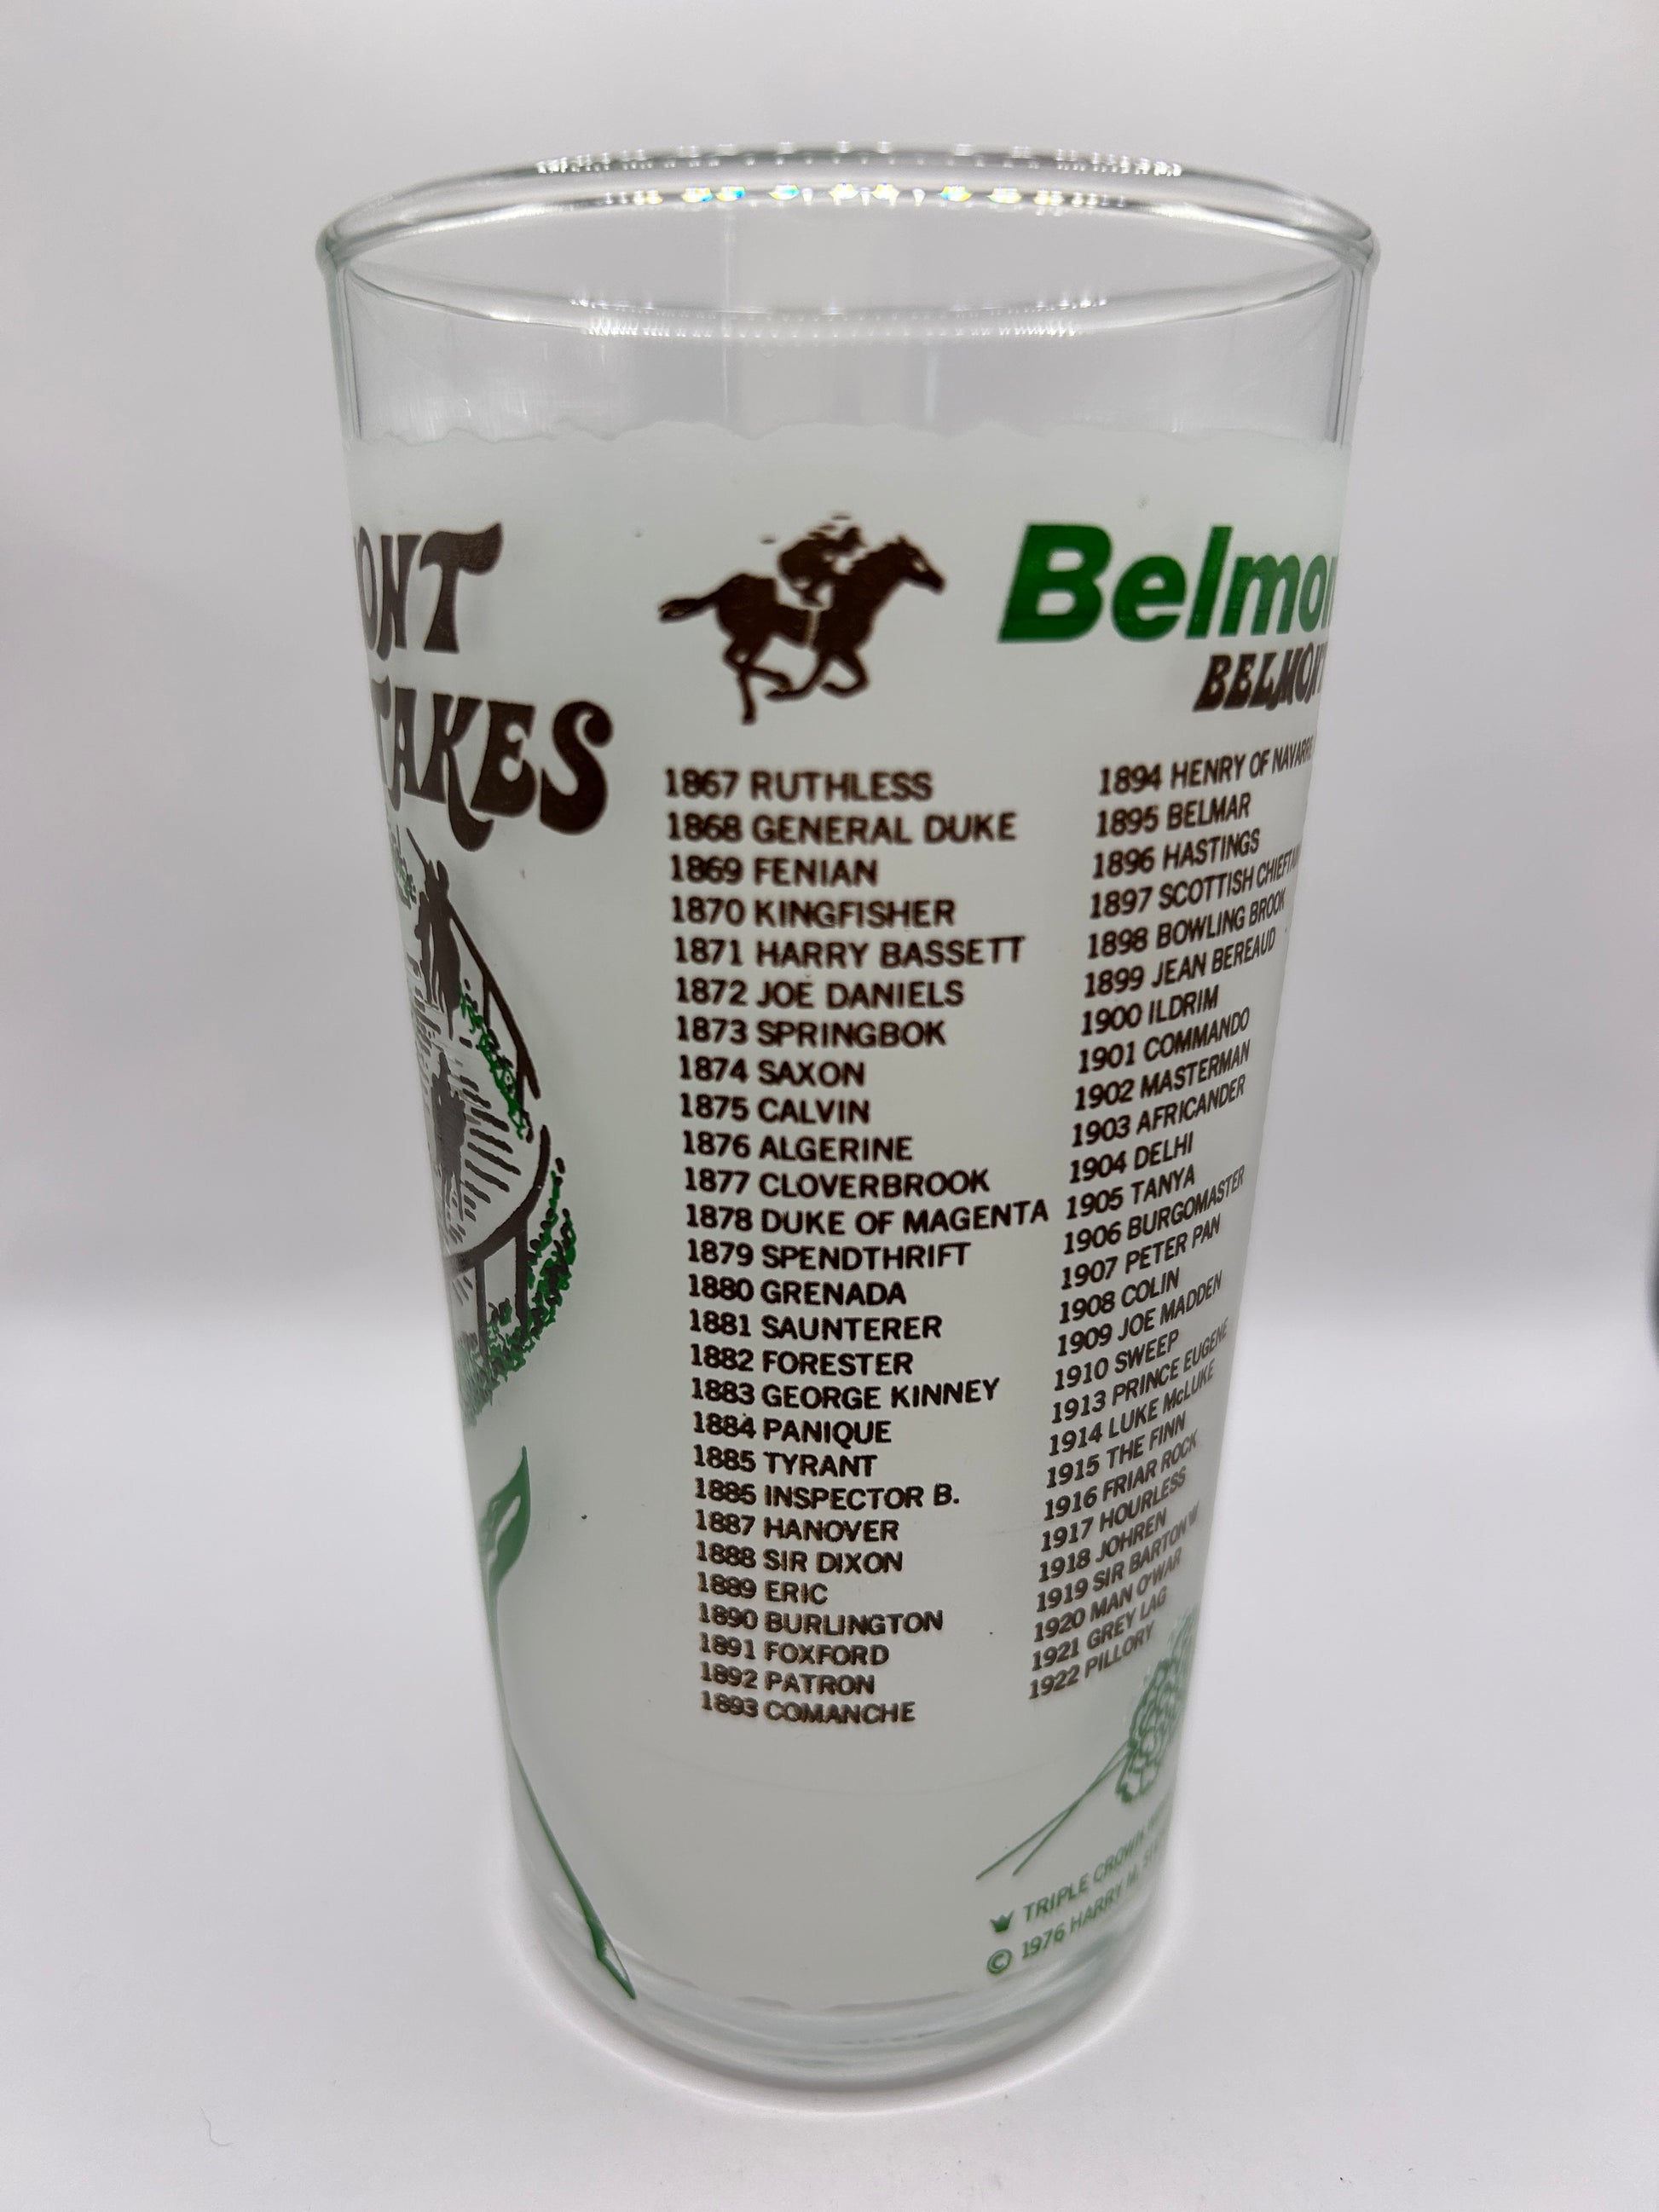 ONT
TAKES
Belmon
BELMONT
1867 RUTHLESS
1868 GENERAL DUKE
1869 FENIAN
1870 KINGFISHER
1871 HARRY BASSETT
1872 JOE DANIELS
1873 SPRINGBOK
1874 SAXON
1875 CALVIN
1876 ALGERINE
1877 CLOVERBROOK
1878 DUKE OF MAGENTA
1879 SPENDTHRIFT
1880 GRENADA
1881 SAUNTERER
1882 FORESTER
1883 GEORGE KINNEY
1884 PANIQUE
1885 TYRANT
1886 INSPECTOR B.
1887 HANOVER
1888 SIR DIXON
1889 ERIC
1890 BURLINGTON
1891 FOXFORD
1892 PATRON
1893 COMANCHE
1894 HENRY OF NAVARRE
1895 BELMAR
1896 HASTINGS
1897 SCOTTISH CHIEFTAIN
1898 BOWLING BROOK
1899 JEAN BEREAUD
1900 ILDRIM
1901 COMMANDO
1902 MASTERMAN
1903 AFRICANDER
1904 DELHI
1905 TANYA
1906 BURGOMASTER
1907 PETER PAN
1908 COLIN
1909 JOE MADDEN
1910 SWEEP
1913 PRINCE EUGENE
1914 LUKE McLUKE
1915 THE FINN
1916 FRIAR ROCK
1917 HOURLESS
1918 JOHREN
1919 SIR BARTON
1920 MAN O'WAR
1921 GREY LAG
1922 PILLORY
TRIPLE CROWN
© 1976 HARRY M.